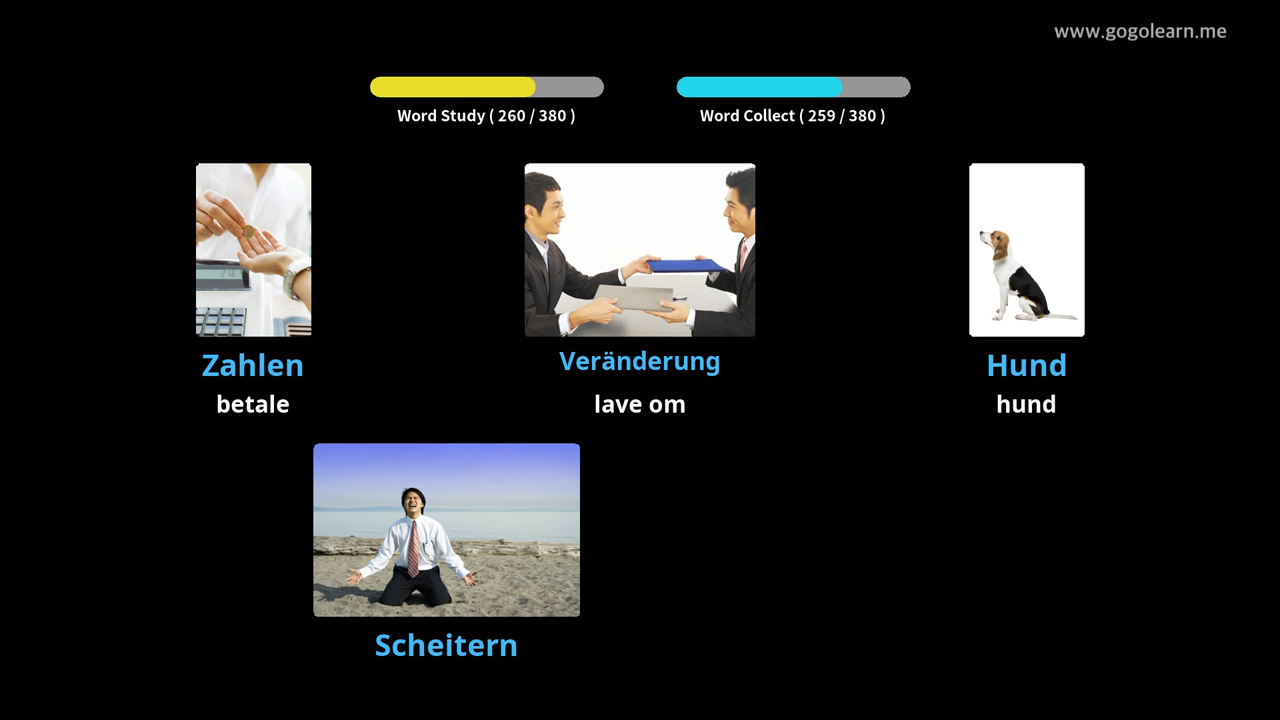 www.gogolearn.me
Word Study ( 260 / 380 )
Word Collect ( 259 / 380 )
Zahlen
Veränderung
Hund
betale
lave om
hund
Scheitern